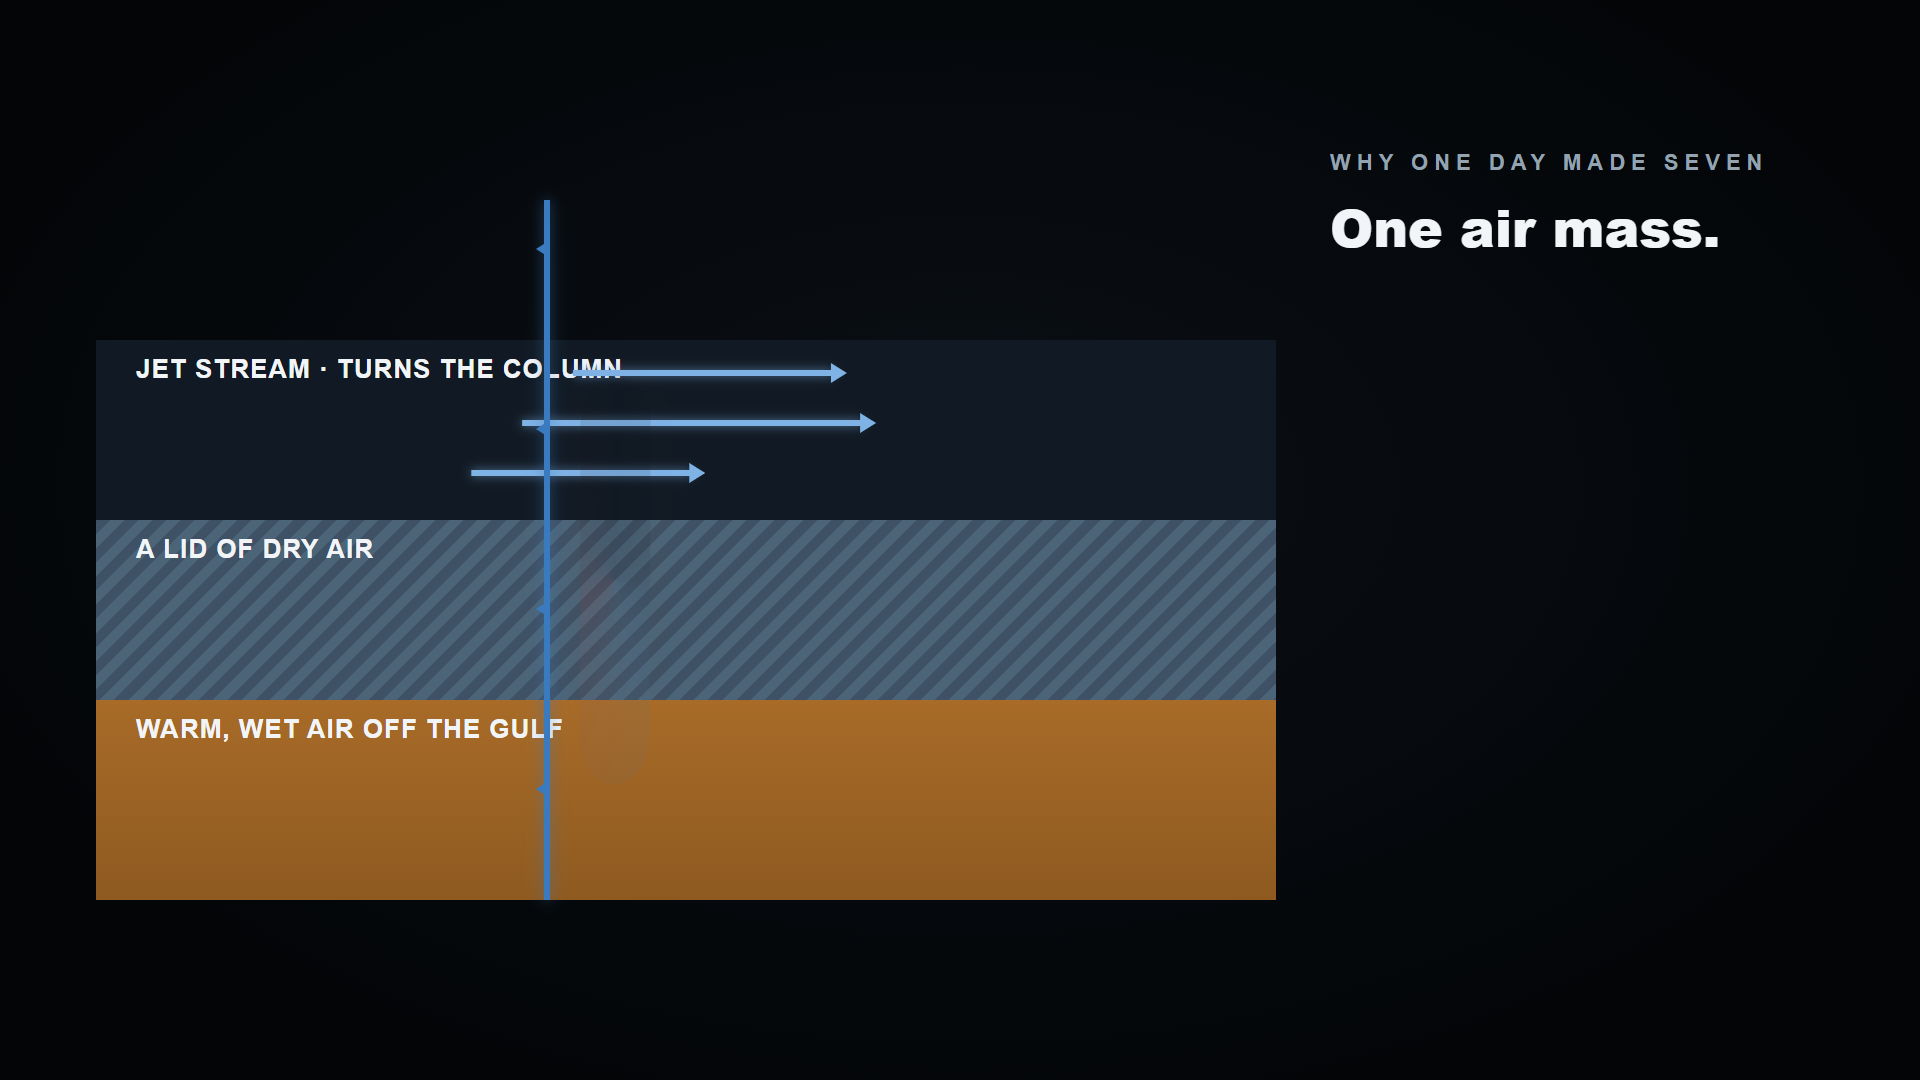 WHY ONE DAY MADE SEVEN
One air mass.
JET STREAM · TURNS THE COLUMN
A LID OF DRY AIR
WARM, WET AIR OFF THE GULF